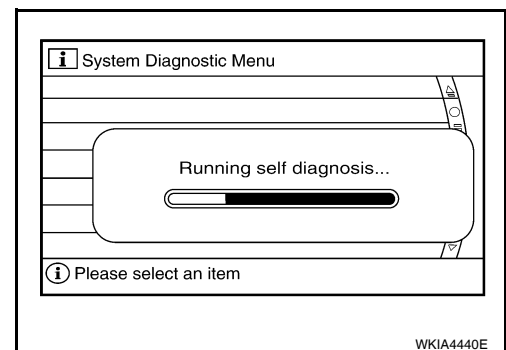 i System Diagnostic Menu
Running self diagnosis...
i Please select an item
WKIA4440E